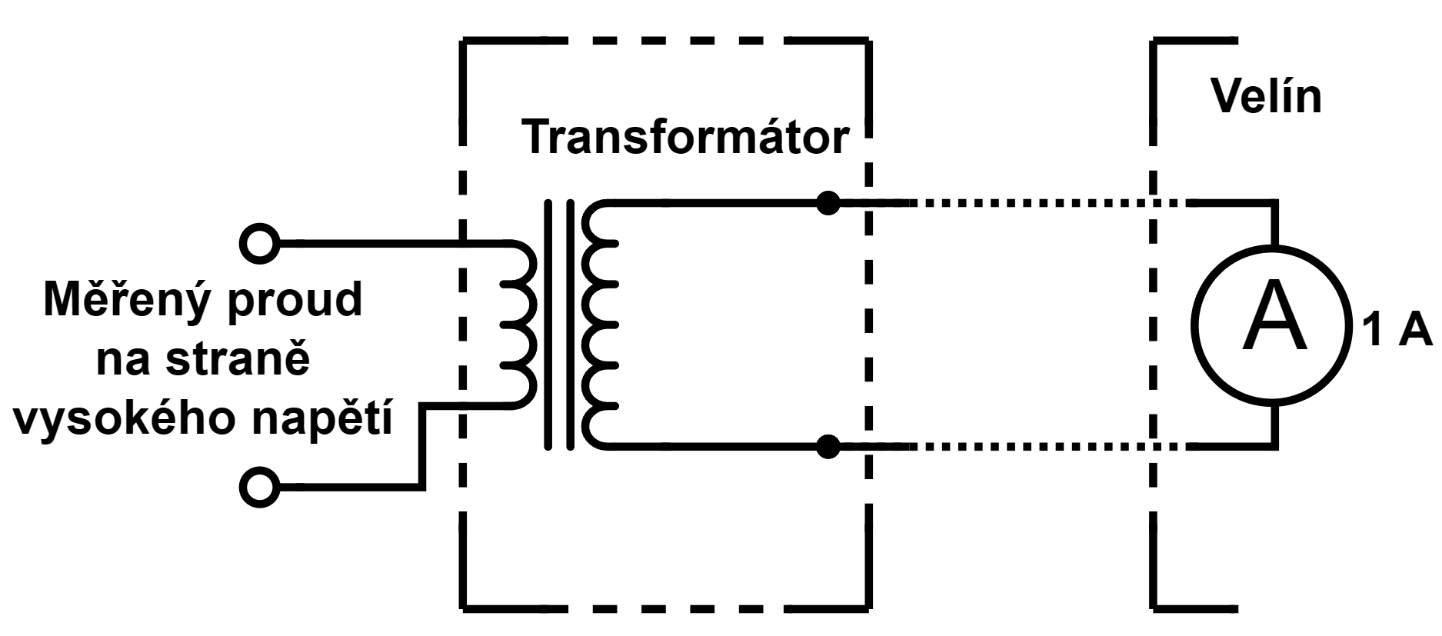 Velín
Transformátor
Měřený proud
na straně
vysokého napětí
A
1 A